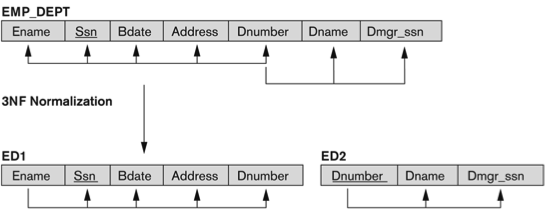 EMP_DEPT
Ename Ssn Bdate Address Dnumber Dname Dmgr_ssn
3NF Normalization
ED1
Ename Ssn Bdate Address Dnumber
ED2
Dnumber Dname Dmgr_ssn